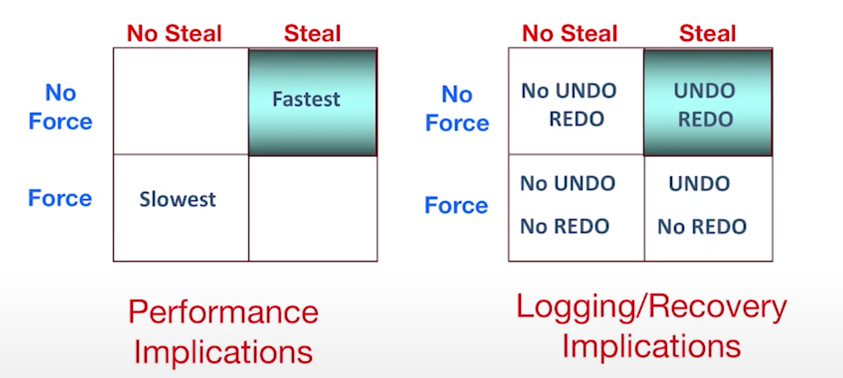 No Steal Steal
No
Force
Fastest
Force
Slowest
Performance
Implications
No Steal Steal
No
Force
No UNDO
REDO
UNDO
REDO
Force
No UNDO
No REDO
UNDO
No REDO
Logging/Recovery
Implications